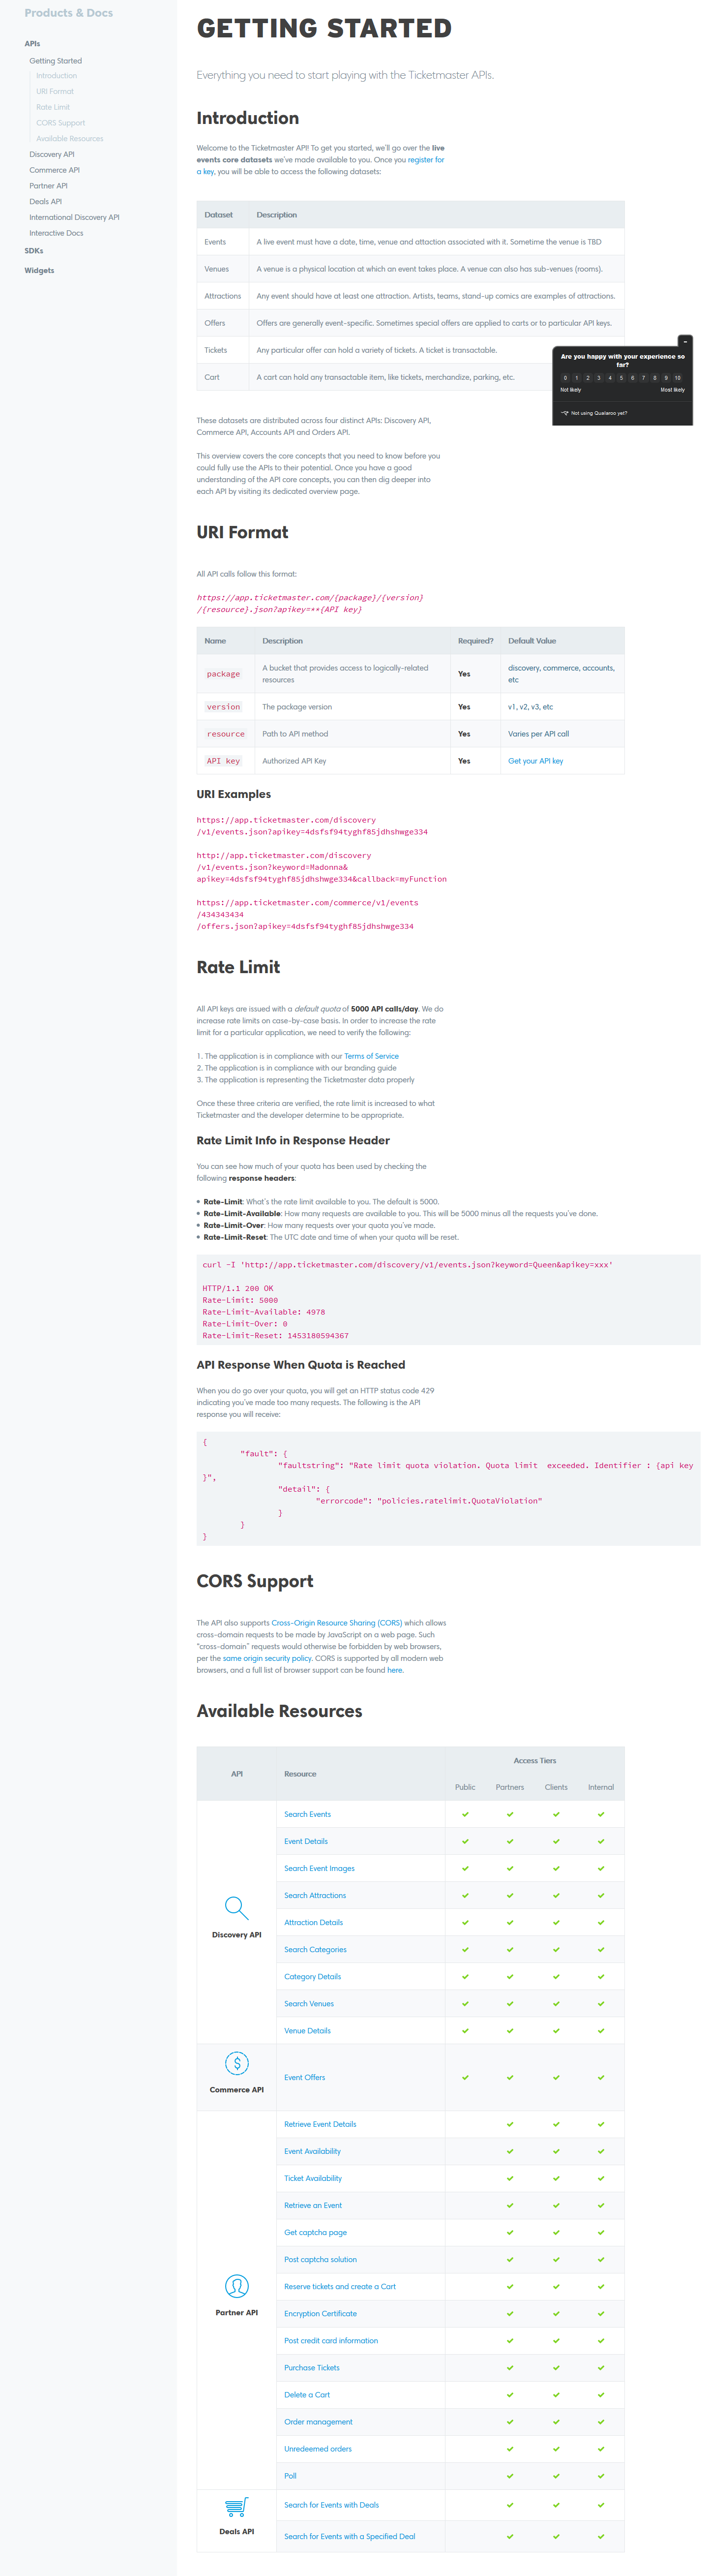 Products & Docs
APIs
Getting Started
Introduction
URI Format
Rate Limit
CORS Support
Available Resources
Discovery API
Commerce API
Partner API
Deals API
International Discovery API
Interactive Docs
SDKs
Widgets
GETTING STARTED
Everything you need to start playing with the Ticketmaster APIs.
Introduction
Welcome to the Ticketmaster API! To get you started, we'll go over the live
events core datasets we've made available to you. Once you register for
a key, you will be able to access the following datasets:
Dataset Description
Events A live event must have a date, time, venue and attaction associated with it. Sometime the venue is TBD
Venues A venue is a physical location at which an event takes place. A venue can also has sub-venues (rooms).
Attractions Any event should have at least one attraction. Artists, teams, stand-up comics are examples of attractions.
Offers Offers are generally event-specific. Sometimes special offers are applied to carts or to particular API keys.
Tickets Any particular offer can hold a variety of tickets. A ticket is transactable.
Cart A cart can hold any transactable item, like tickets, merchandize, parking, etc.
-
Are you happy with your experience so
far?
0 1 2 3 4 5 6 7 8 9 10
Not likely Most likely
Not using Qualaroo yet?
These datasets are distributed across four distinct APIs: Discovery API,
Commerce API, Accounts API and Orders API.
This overview covers the core concepts that you need to know before you
could fully use the APIs to their potential. Once you have a good
understanding of the API core concepts, you can then dig deeper into
each API by visiting its dedicated overview page.
URI Format
All API calls follow this format:
https://app.ticketmaster.com/{package}/{version}
/{resource}.json?apikey=**{API key}
Name Description Required? Default Value
package A bucket that provides access to logically-related
resources Yes discovery, commerce, accounts,
etc
version The package version Yes v1, v2, v3, etc
resource Path to API method Yes Varies per API call
API key Authorized API Key Yes Get your API key
URI Examples
https://app.ticketmaster.com/discovery
/v1/events.json?apikey=4dsfsf94tyghf85jdhshwge334
http://app.ticketmaster.com/discovery
/v1/events.json?keyword=Madonna&
apikey=4dsfsf94tyghf85jdhshwge334&callback=myFunction
https://app.ticketmaster.com/commerce/v1/events
/434343434
/offers.json?apikey=4dsfsf94tyghf85jdhshwge334
Rate Limit
All API keys are issued with a default quota of 5000 API calls/day. We do
increase rate limits on case-by-case basis. In order to increase the rate
limit for a particular application, we need to verify the following:
1. The application is in compliance with our Terms of Service
2. The application is in compliance with our branding guide
3. The application is representing the Ticketmaster data properly
Once these three criteria are verified, the rate limit is increased to what
Ticketmaster and the developer determine to be appropriate.
Rate Limit Info in Response Header
You can see how much of your quota has been used by checking the
following response headers:
• Rate-Limit: What's the rate limit available to you. The default is 5000.
• Rate-Limit-Available: How many requests are available to you. This will be 5000 minus all the requests you've done.
• Rate-Limit-Over: How many requests over your quota you've made.
• Rate-Limit-Reset: The UTC date and time of when your quota will be reset.
curl -I 'http://app.ticketmaster.com/discovery/v1/events.json?keyword=Queen&apikey=xxx'
HTTP/1.1 200 OK
Rate-Limit: 5000
Rate-Limit-Available: 4978
Rate-Limit-Over: 0
Rate-Limit-Reset: 1453180594367
API Response When Quota is Reached
When you do go over your quota, you will get an HTTP status code 429
indicating you've made too many requests. The following is the API
response you will receive:
{
"fault": {
"faultstring": "Rate limit quota violation. Quota limit  exceeded. Identifier : {api key
}",
"detail": {
"errorcode": "policies.ratelimit.QuotaViolation"
}
}
}
CORS Support
The API also supports Cross-Origin Resource Sharing (CORS) which allows
cross-domain requests to be made by JavaScript on a web page. Such
"cross-domain" requests would otherwise be forbidden by web browsers,
per the same origin security policy. CORS is supported by all modern web
browsers, and a full list of browser support can be found here.
Available Resources
API Resource Access Tiers
Public Partners Clients Internal
Discovery API
Search Events
Event Details
Search Event Images
Search Attractions
Attraction Details
Search Categories
Category Details
Search Venues
Venue Details
Commerce API
Event Offers
Partner API
Retrieve Event Details
Event Availability
Ticket Availability
Retrieve an Event
Get captcha page
Post captcha solution
Reserve tickets and create a Cart
Encryption Certificate
Post credit card information
Purchase Tickets
Delete a Cart
Order management
Unredeemed orders
Poll
Deals API
Search for Events with Deals
Search for Events with a Specified Deal